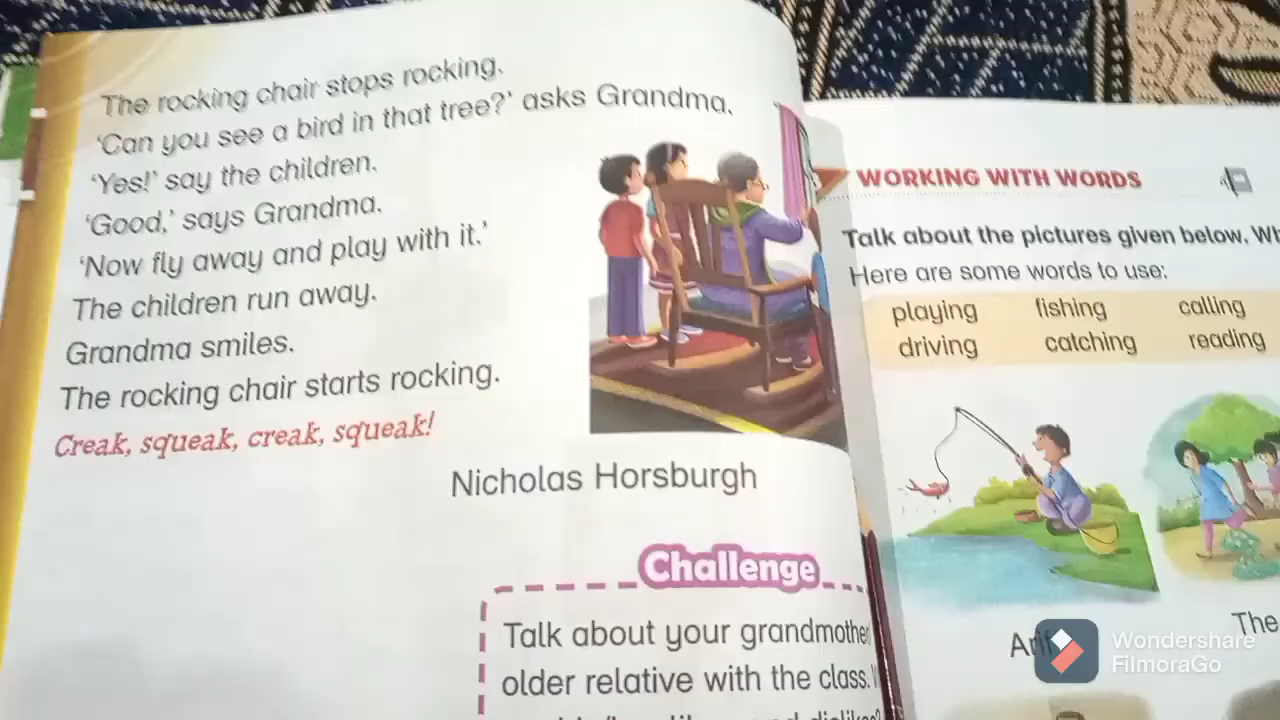 The rocking chair stops rocking.
'Can you see a bird in that tree?' asks Grandma.
'Yes!' say the children.
'Good,' says Grandma.
'Now fly away and play with it.'
The children run away.
Grandma smiles.
The rocking chair starts rocking.
Creak, squeak, creak, squeak!
Nicholas Horsburgh
Challenge
Talk about your
older relative with the class.
WORKING WITH WORDS
Talk about the pictures given below.
Here are some words to use:
playing fishing calling
driving catching reading
The
Wondershare
FilmoraGo